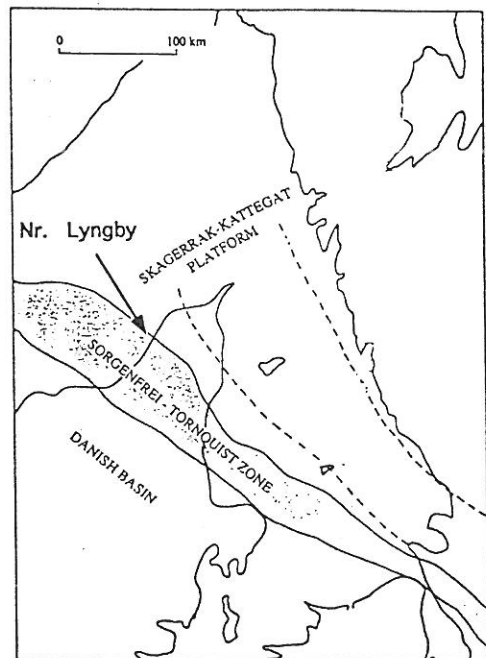 0 100 km
Nr. Lyngby
SKAGERRAK-KATTEGAT
PLATFORM
SORGENFREI - TORNQUIST ZONE
DANISH BASIN